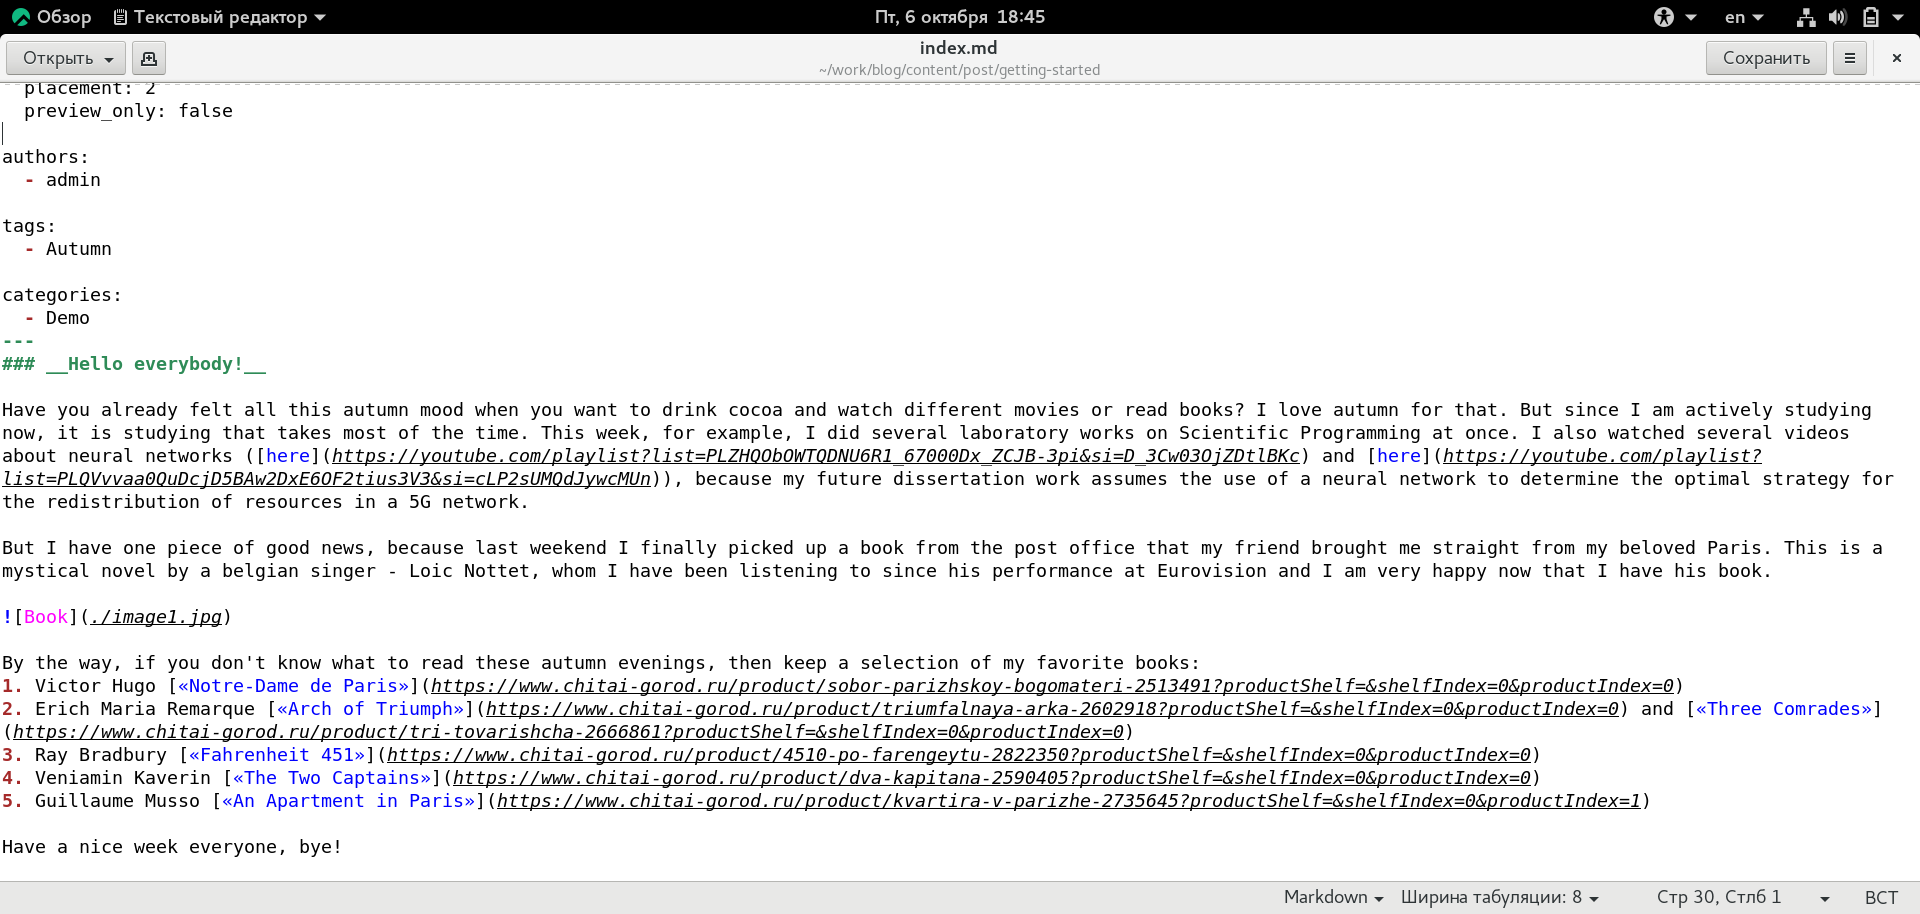 Обзор Текстовый редактор Пт, 6 октября 18:45 en
Открыть index.md Сохранить
~/work/blog/content/post/getting-started
placement: 2
preview_only: false
authors:
- admin
tags:
- Autumn
categories:
- Demo
---
### __Hello everybody!__
Have you already felt all this autumn mood when you want to drink cocoa and watch different movies or read books? I love autumn for that. But since I am actively studying
now, it is studying that takes most of the time. This week, for example, I did several laboratory works on Scientific Programming at once. I also watched several videos
about neural networks ([here](https://youtube.com/playlist?list=PLZHQObOWTQDNU6R1_67000Dx_ZCJB-3pi&si=D_3Cw03OjZDtlBKc) and [here](https://youtube.com/playlist?
list=PLQVvvaa0QuDcjD5BAw2DxE6OF2tius3V3&si=cLP2sUMQdJywcMUn)), because my future dissertation work assumes the use of a neural network to determine the optimal strategy for
the redistribution of resources in a 5G network.
But I have one piece of good news, because last weekend I finally picked up a book from the post office that my friend brought me straight from my beloved Paris. This is a
mystical novel by a belgian singer - Loic Nottet, whom I have been listening to since his performance at Eurovision and I am very happy now that I have his book.
![Book](./image1.jpg)
By the way, if you don't know what to read these autumn evenings, then keep a selection of my favorite books:
1. Victor Hugo [«Notre-Dame de Paris»](https://www.chitai-gorod.ru/product/sobor-parizhskoy-bogomateri-2513491?productShelf=&shelfIndex=0&productIndex=0)
2. Erich Maria Remarque [«Arch of Triumph»](https://www.chitai-gorod.ru/product/triumfalnaya-arka-2602918?productShelf=&shelfIndex=0&productIndex=0) and [«Three Comrades»]
(https://www.chitai-gorod.ru/product/tri-tovarishcha-2666861?productShelf=&shelfIndex=0&productIndex=0)
3. Ray Bradbury [«Fahrenheit 451»](https://www.chitai-gorod.ru/product/4510-po-farengeytu-2822350?productShelf=&shelfIndex=0&productIndex=0)
4. Veniamin Kaverin [«The Two Captains»](https://www.chitai-gorod.ru/product/dva-kapitana-2590405?productShelf=&shelfIndex=0&productIndex=0)
5. Guillaume Musso [«An Apartment in Paris»](https://www.chitai-gorod.ru/product/kvartira-v-parizhe-2735645?productShelf=&shelfIndex=0&productIndex=1)
Have a nice week everyone, bye!
Markdown Ширина табуляции: 8 Стр 30, Стлб 1 ВСТ